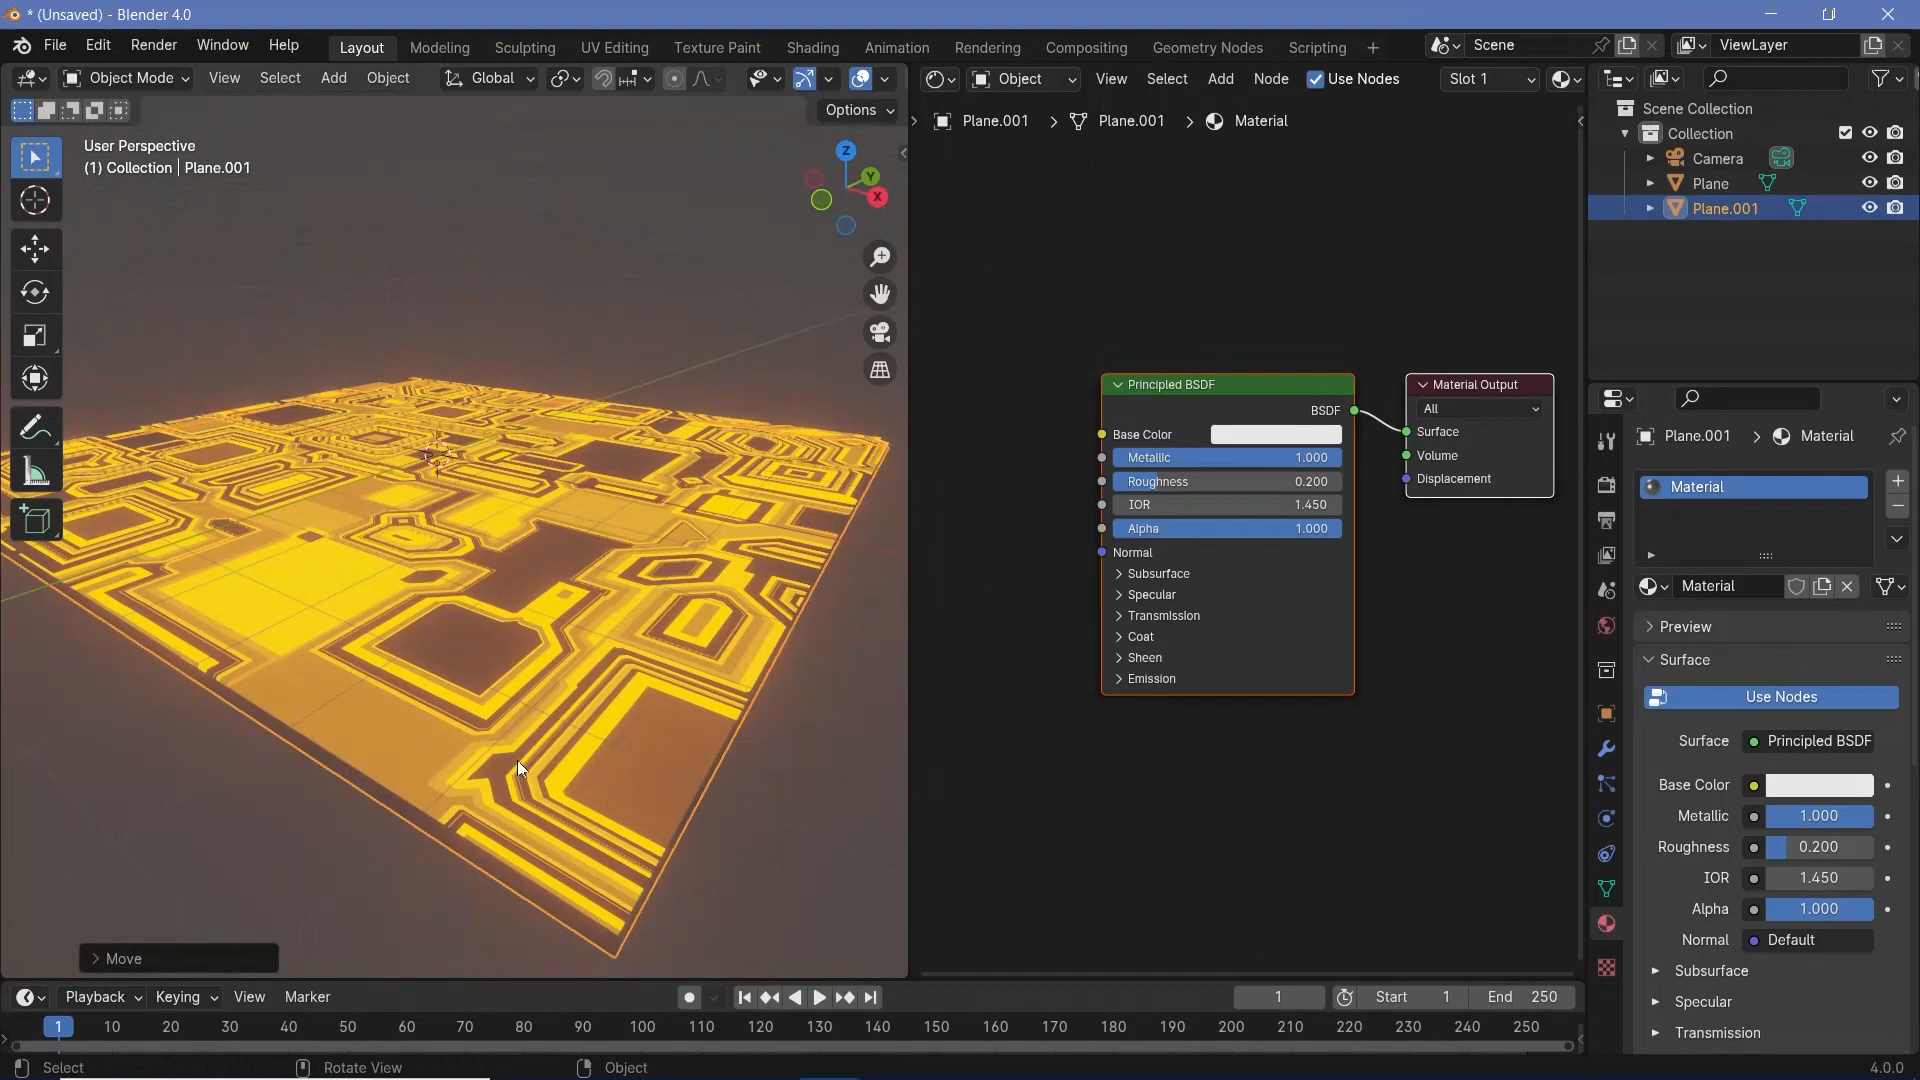 * (Unsaved) - Blender 4.0
File Edit Render Window Help Layout Modeling Sculpting UV Editing Texture Paint Shading Animation Rendering Compositing Geometry Nodes Scripting + Scene ViewLayer
Object Mode View Select Add Object Global
Options
User Perspective
(1) Collection | Plane.001
Z
Y
X
Move
Object View Select Add Node Use Nodes Slot 1
Plane.001 > Plane.001 > Material
Principled BSDF
BSDF
Base Color
Metallic 1.000
Roughness 0.200
IOR 1.450
Alpha 1.000
Normal
Subsurface
Specular
Transmission
Coat
Sheen
Emission
Material Output
All
Surface
Volume
Displacement
Scene Collection
Collection
Camera
Plane
Plane.001
Plane.001 > Material
Material
Material
Preview
Surface
Use Nodes
Surface Principled BSDF
Base Color
Metallic 1.000
Roughness 0.200
IOR 1.450
Alpha 1.000
Normal Default
Subsurface
Specular
Transmission
Playback Keying View Marker 1 Start 1 End 250
1 10 20 30 40 50 60 70 80 90 100 110 120 130 140 150 160 170 180 190 200 210 220 230 240 250
Select Rotate View Object 4.0.0